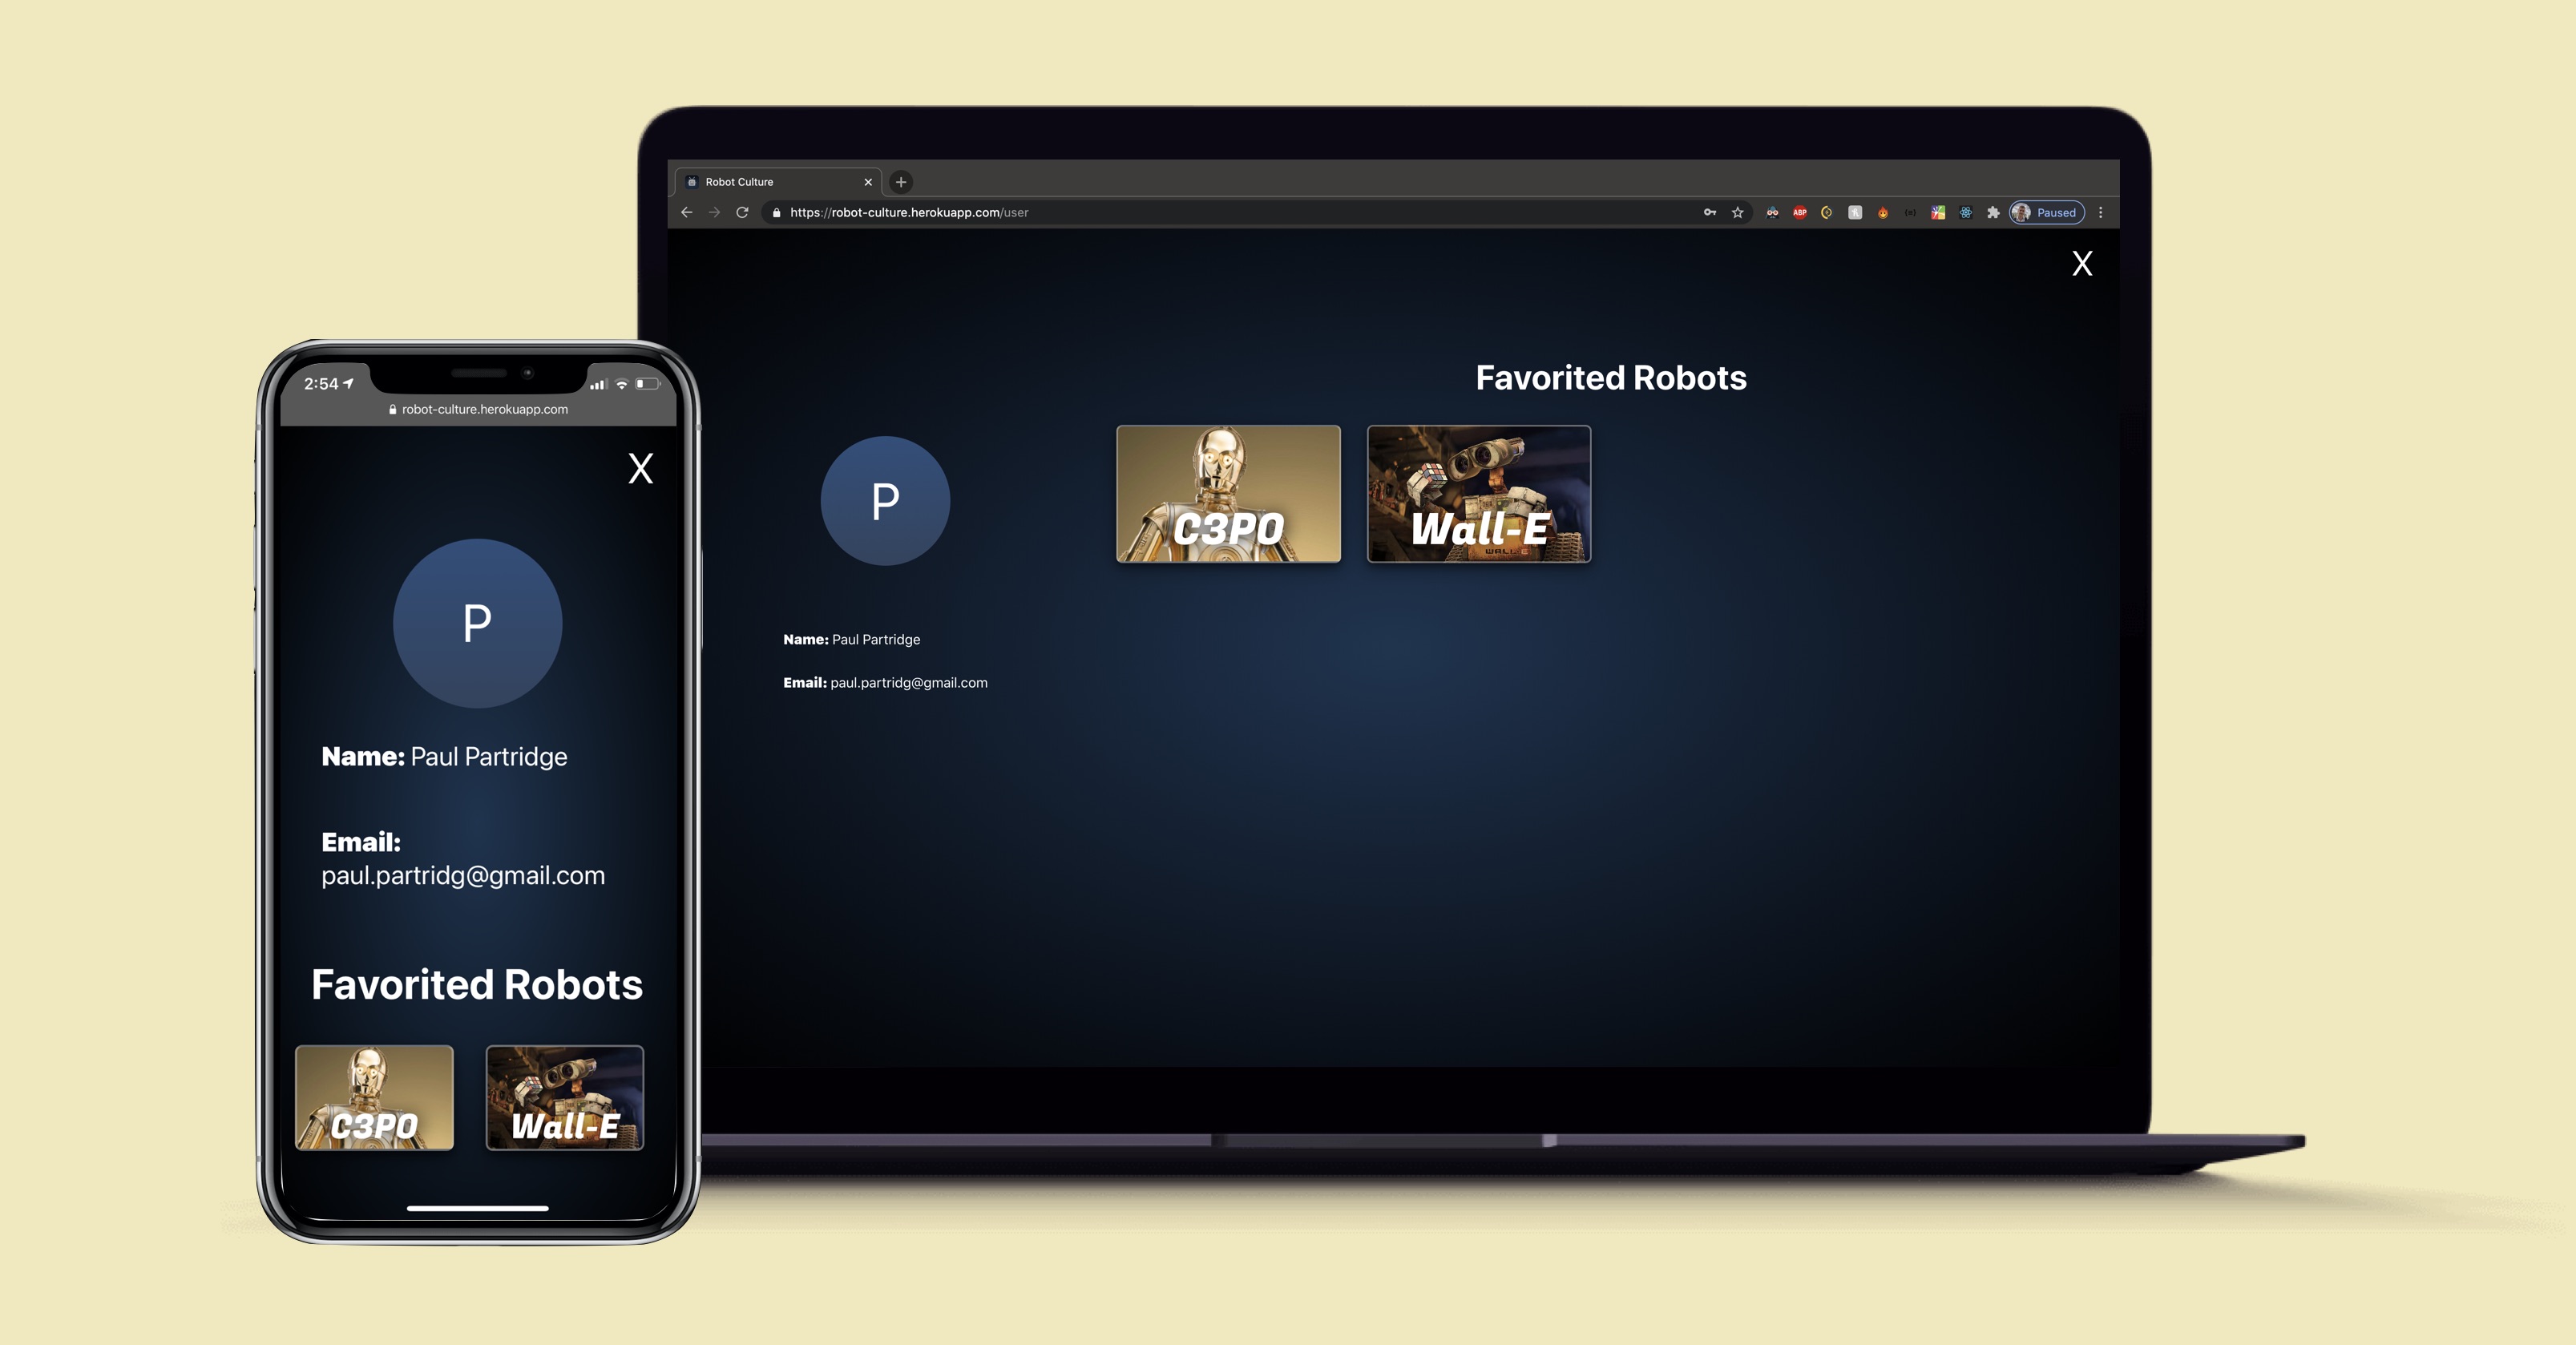 Robot Culture
https://robot-culture.herokuapp.com/user
ABP
Paused
X
Favorited Robots
P
C3PO
WALL-E
Wall-E
Name: Paul Partridge
Email: paul.partridg@gmail.com
2:54
robot-culture.herokuapp.com
X
P
Name: Paul Partridge
Email:
paul.partridg@gmail.com
Favorited Robots
C3PO
Wall-E